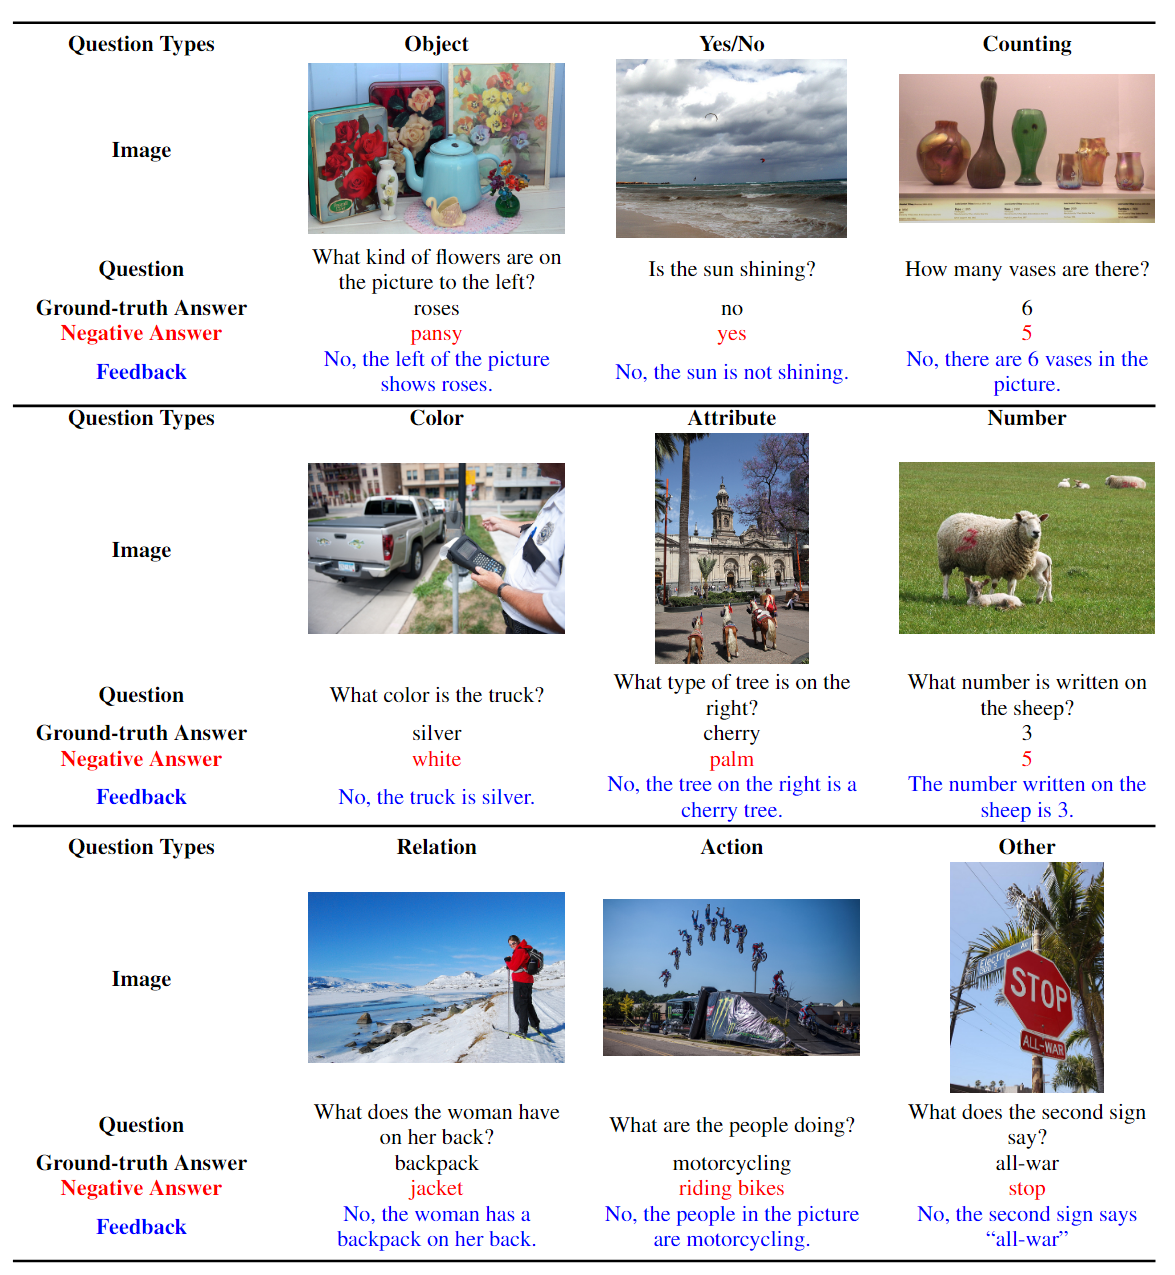 Question Types Object Yes/No Counting
Image
Question What kind of flowers are on the picture to the left? Is the sun shining? How many vases are there?
Ground-truth Answer roses no 6
Negative Answer pansy yes 5
Feedback No, the left of the picture shows roses. No, the sun is not shining. No, there are 6 vases in the picture.
Question Types Color Attribute Number
Image
3
Question What color is the truck? What type of tree is on the right? What number is written on the sheep?
Ground-truth Answer silver cherry 3
Negative Answer white palm 5
Feedback No, the truck is silver. No, the tree on the right is a cherry tree. The number written on the sheep is 3.
Question Types Relation Action Other
Image
STOP
ALL-WAR
Question What does the woman have on her back? What are the people doing? What does the second sign say?
Ground-truth Answer backpack motorcycling all-war
Negative Answer jacket riding bikes stop
Feedback No, the woman has a backpack on her back. No, the people in the picture are motorcycling. No, the second sign says “all-war”